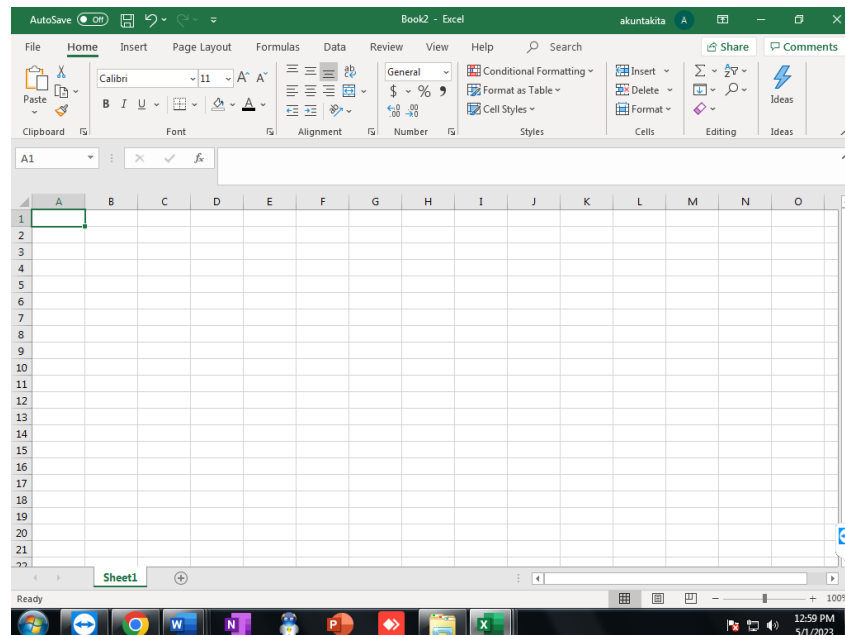 AutoSave Off Book2 - Excel akuntakita A
File Home Insert Page Layout Formulas Data Review View Help Search Share Comments
Calibri 11 A A ab General Conditional Formatting Insert
Paste B I U A $ % Format as Table Delete Ideas
Cell Styles Format
Clipboard Font Alignment Number Styles Cells Editing Ideas
A1 fx
A B C D E F G H I J K L M N O
1
2
3
4
5
6
7
8
9
10
11
12
13
14
15
16
17
18
19
20
21
22
Sheet1
Ready 100%
W N P X 12:59 PM
5/1/2023